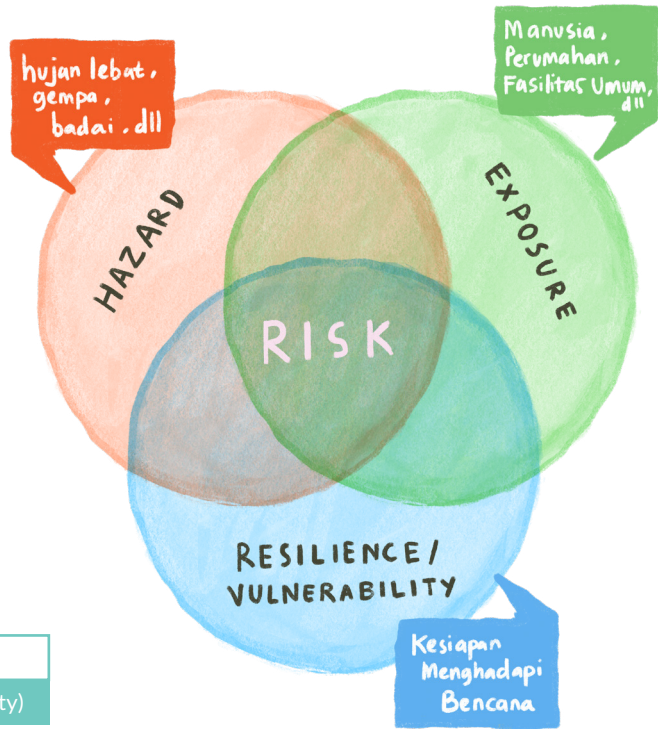 hujan lebat,
gempa,
badai. dll
Manusia,
Perumahan,
Fasilitas Umum,
dll
HAZARD
EXPOSURE
RISK
RESILIENCE/
VULNERABILITY
Kesiapan
Menghadapi
Bencana
ty)